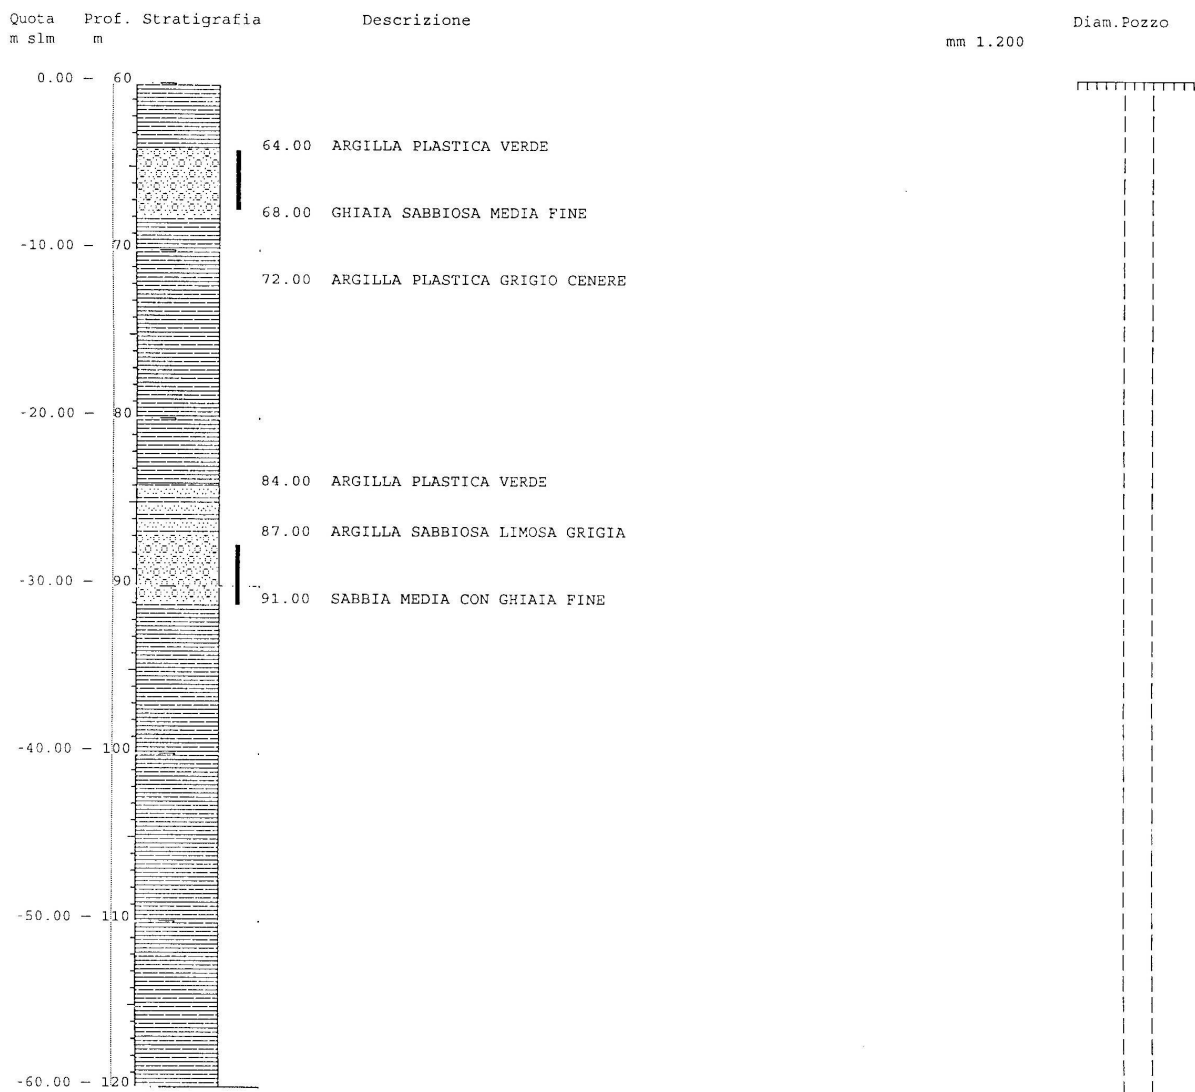 Quota Prof. Stratigrafia Descrizione Diam.Pozzo
m slm m mm 1.200
0.00 – 60
64.00 ARGILLA PLASTICA VERDE
68.00 GHIAIA SABBIOSA MEDIA FINE
-10.00 – 70
72.00 ARGILLA PLASTICA GRIGIO CENERE
-20.00 – 80
84.00 ARGILLA PLASTICA VERDE
87.00 ARGILLA SABBIOSA LIMOSA GRIGIA
-30.00 – 90
91.00 SABBIA MEDIA CON GHIAIA FINE
-40.00 – 100
-50.00 – 110
-60.00 – 120